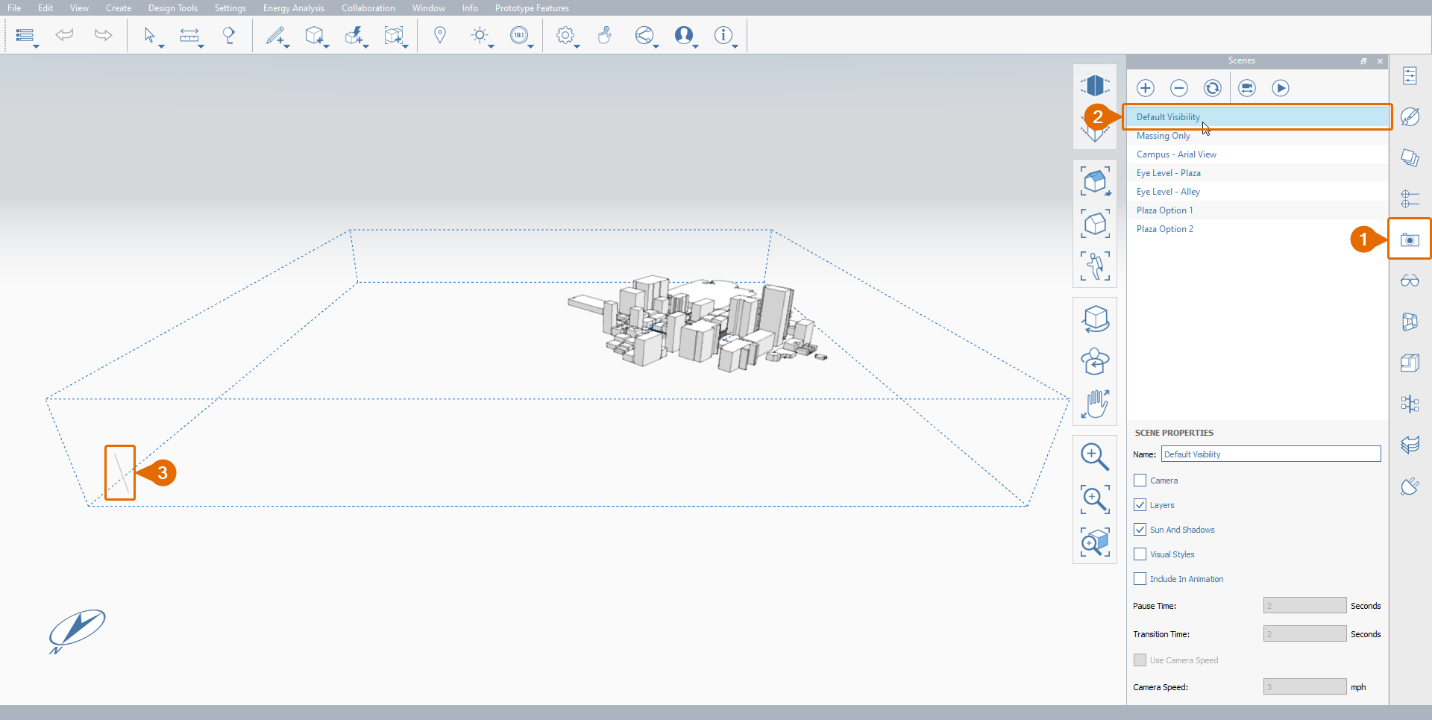 File Edit View Create Design Tools Settings Energy Analysis Collaboration Window Info Prototype Features
Scenes
2
Default Visibility
Massing Only
Campus - Arial View
Eye Level - Plaza
Eye Level - Alley
Plaza Option 1
Plaza Option 2
1
3
N
SCENE PROPERTIES
Name: Default Visibility
Camera
Layers
Sun And Shadows
Visual Styles
Include In Animation
Pause Time: 2 Seconds
Transition Time: 2 Seconds
Use Camera Speed
Camera Speed: 3 mph